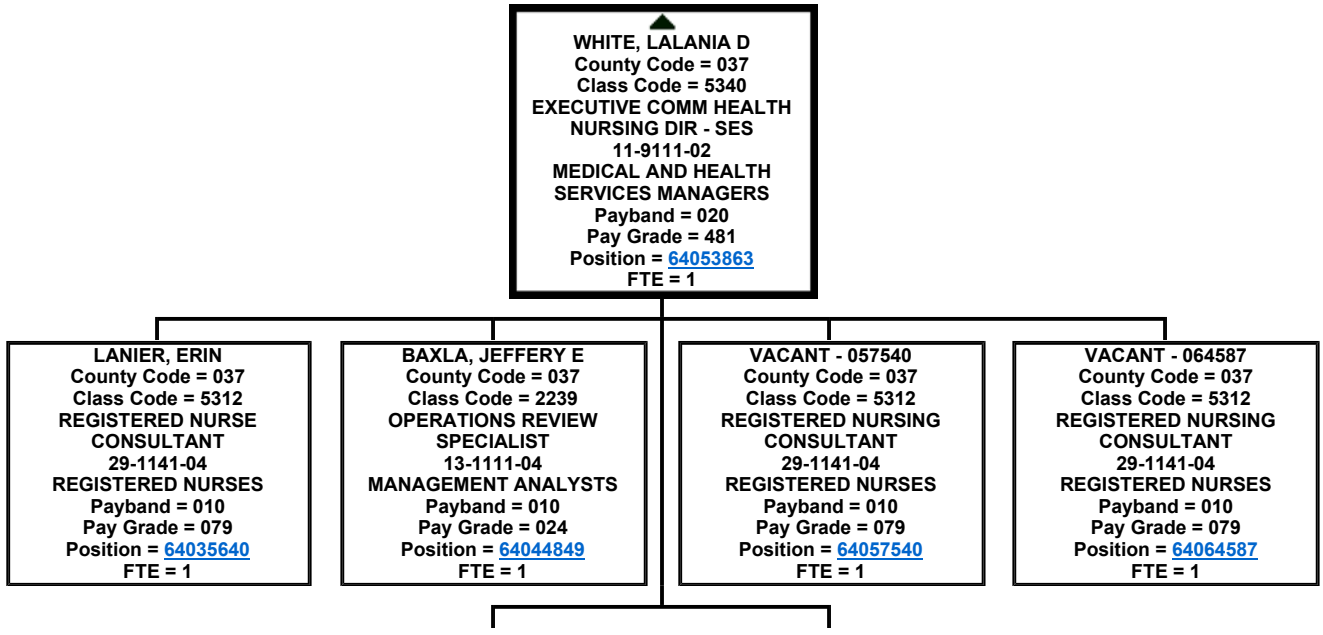 WHITE, LALANIA D
County Code = 037
Class Code = 5340
EXECUTIVE COMM HEALTH
NURSING DIR - SES
11-9111-02
MEDICAL AND HEALTH
SERVICES MANAGERS
Payband = 020
Pay Grade = 481
Position = 64053863
FTE = 1
LANIER, ERIN
County Code = 037
Class Code = 5312
REGISTERED NURSE
CONSULTANT
29-1141-04
REGISTERED NURSES
Payband = 010
Pay Grade = 079
Position = 64035640
FTE = 1
BAXLA, JEFFERY E
County Code = 037
Class Code = 2239
OPERATIONS REVIEW
SPECIALIST
13-1111-04
MANAGEMENT ANALYSTS
Payband = 010
Pay Grade = 024
Position = 64044849
FTE = 1
VACANT - 057540
County Code = 037
Class Code = 5312
REGISTERED NURSING
CONSULTANT
29-1141-04
REGISTERED NURSES
Payband = 010
Pay Grade = 079
Position = 64057540
FTE = 1
VACANT - 064587
County Code = 037
Class Code = 5312
REGISTERED NURSING
CONSULTANT
29-1141-04
REGISTERED NURSES
Payband = 010
Pay Grade = 079
Position = 64064587
FTE = 1